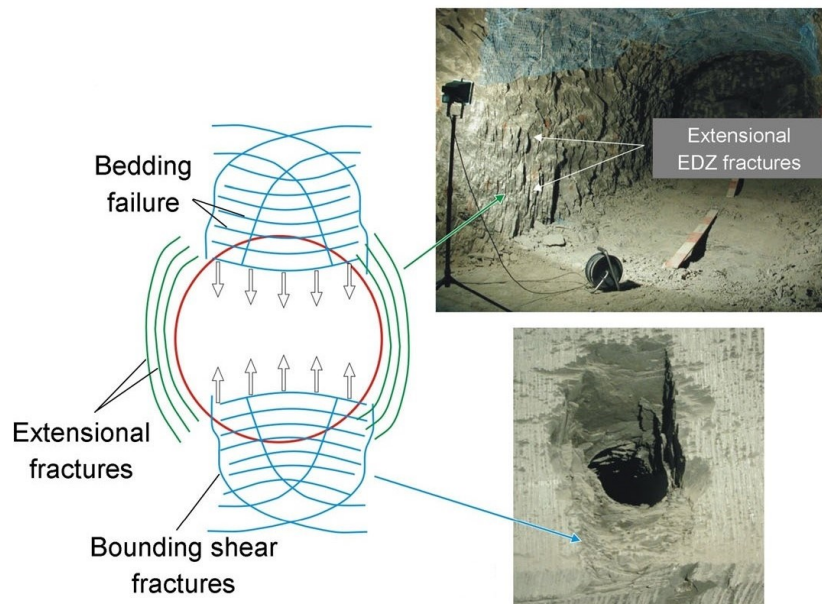 Bedding
failure
Extensional
fractures
Bounding shear
fractures
Extensional
EDZ fractures